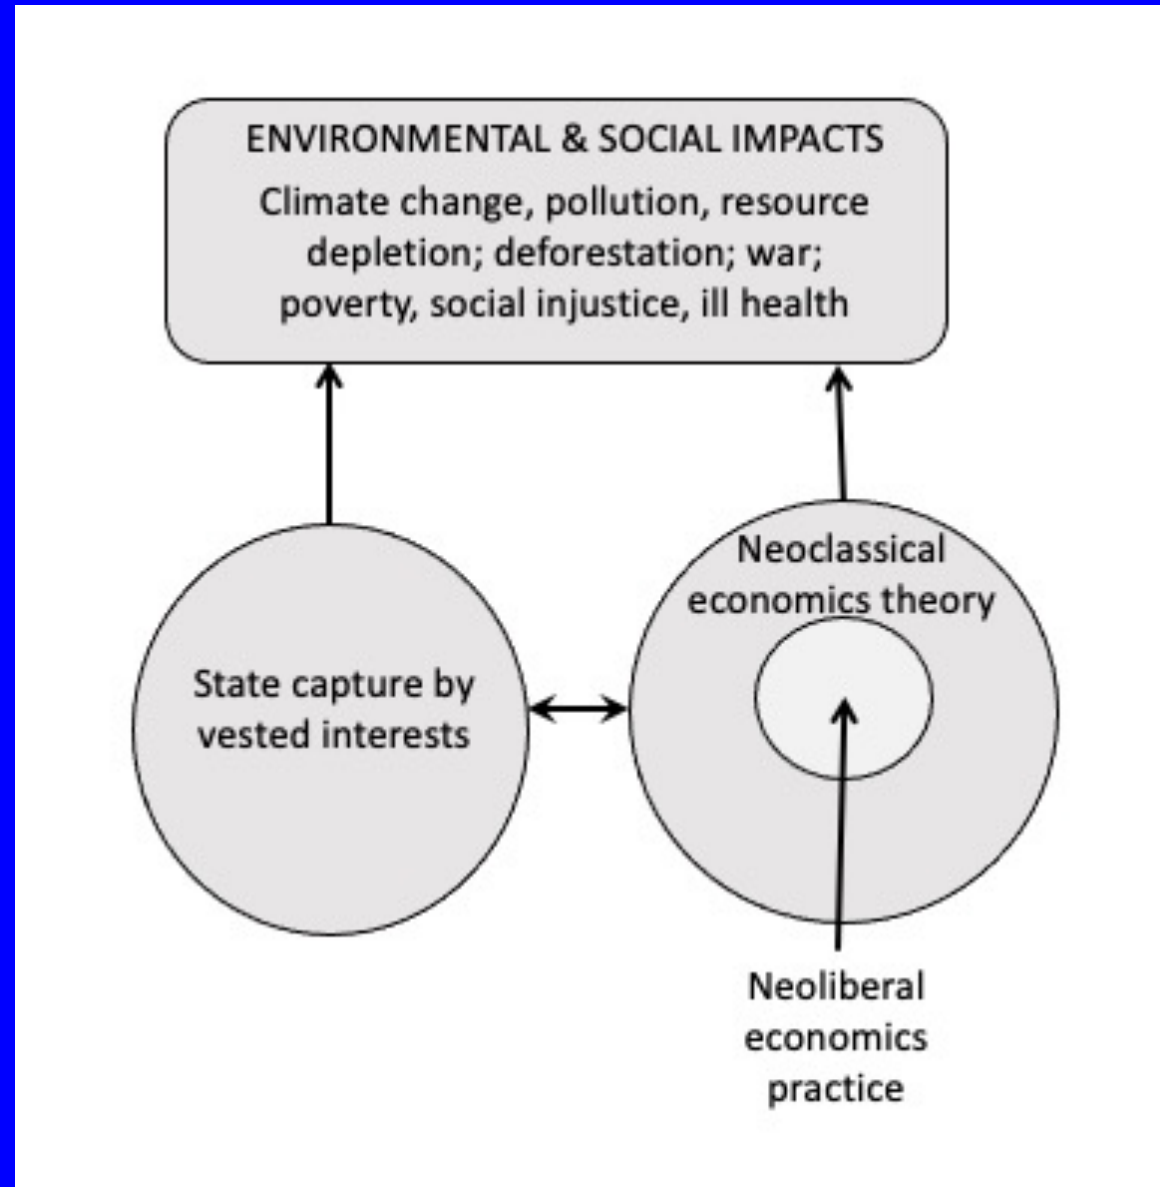 ENVIRONMENTAL & SOCIAL IMPACTS
Climate change, pollution, resource
depletion; deforestation; war;
poverty, social injustice, ill health
State capture by
vested interests
Neoclassical
economics theory
Neoliberal
economics
practice